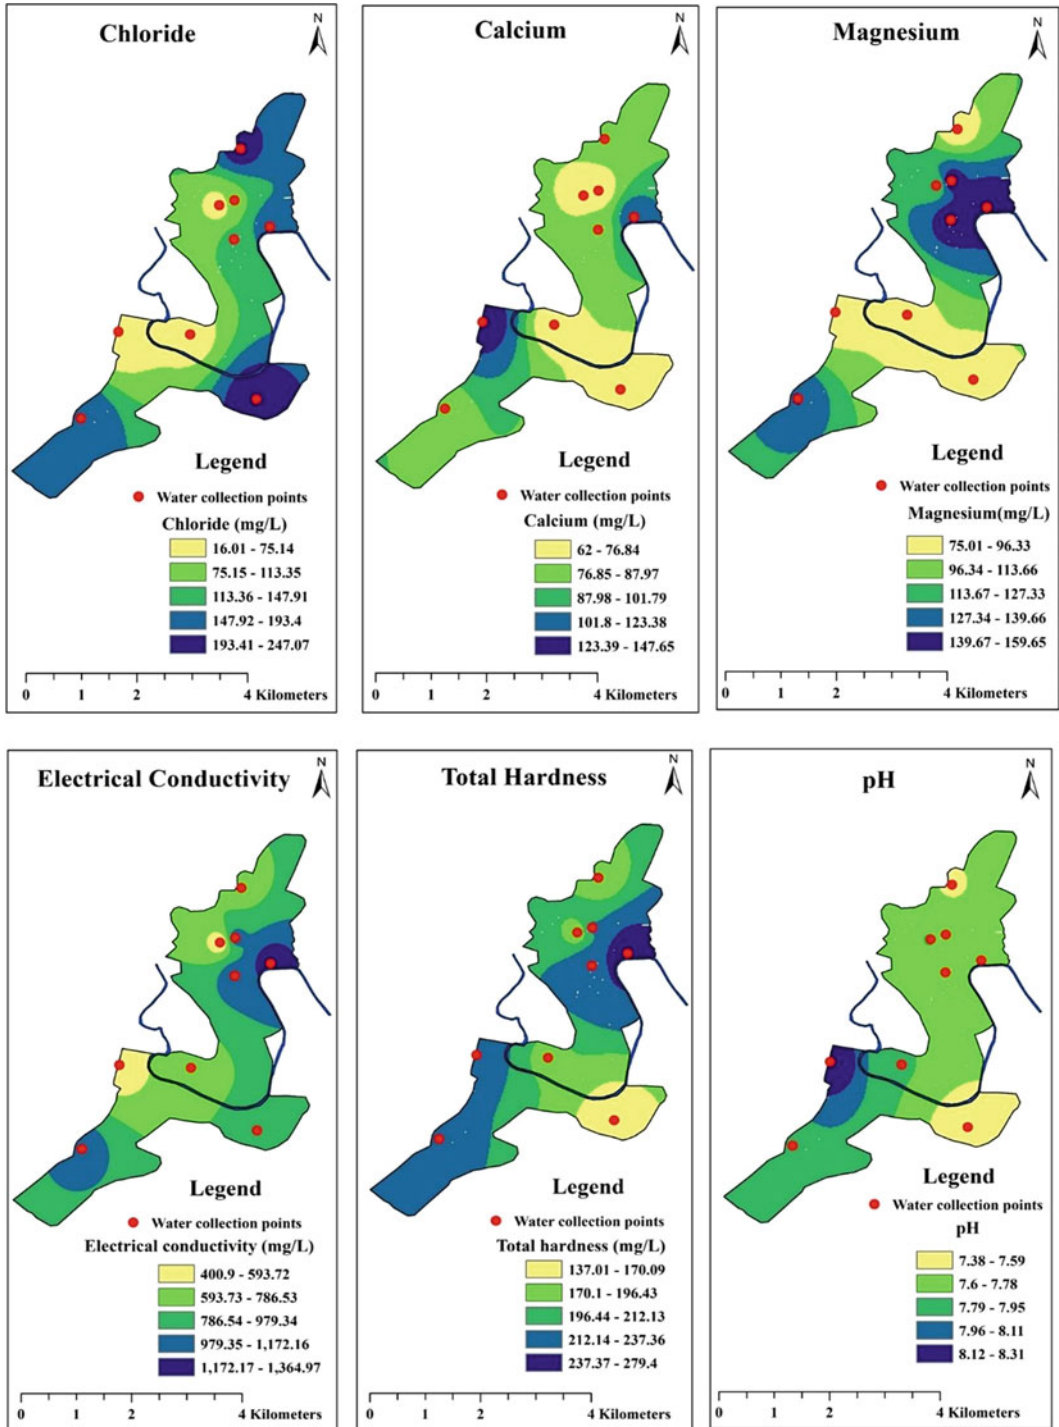 Chloride
N
Legend
Water collection points
Chloride (mg/L)
16.01 - 75.14
75.15 - 113.35
113.36 - 147.91
147.92 - 193.4
193.41 - 247.07
0 1 2 4 Kilometers
Calcium
N
Legend
Water collection points
Calcium (mg/L)
62 - 76.84
76.85 - 87.97
87.98 - 101.79
101.8 - 123.38
123.39 - 147.65
0 1 2 4 Kilometers
Magnesium
N
Legend
Water collection points
Magnesium(mg/L)
75.01 - 96.33
96.34 - 113.66
113.67 - 127.33
127.34 - 139.66
139.67 - 159.65
0 1 2 4 Kilometers
Electrical Conductivity
N
Legend
Water collection points
Electrical conductivity (mg/L)
400.9 - 593.72
593.73 - 786.53
786.54 - 979.34
979.35 - 1,172.16
1,172.17 - 1,364.97
0 1 2 4 Kilometers
Total Hardness
N
Legend
Water collection points
Total hardness (mg/L)
137.01 - 170.09
170.1 - 196.43
196.44 - 212.13
212.14 - 237.36
237.37 - 279.4
0 1 2 4 Kilometers
pH
N
Legend
Water collection points
pH
7.38 - 7.59
7.6 - 7.78
7.79 - 7.95
7.96 - 8.11
8.12 - 8.31
0 1 2 4 Kilometers